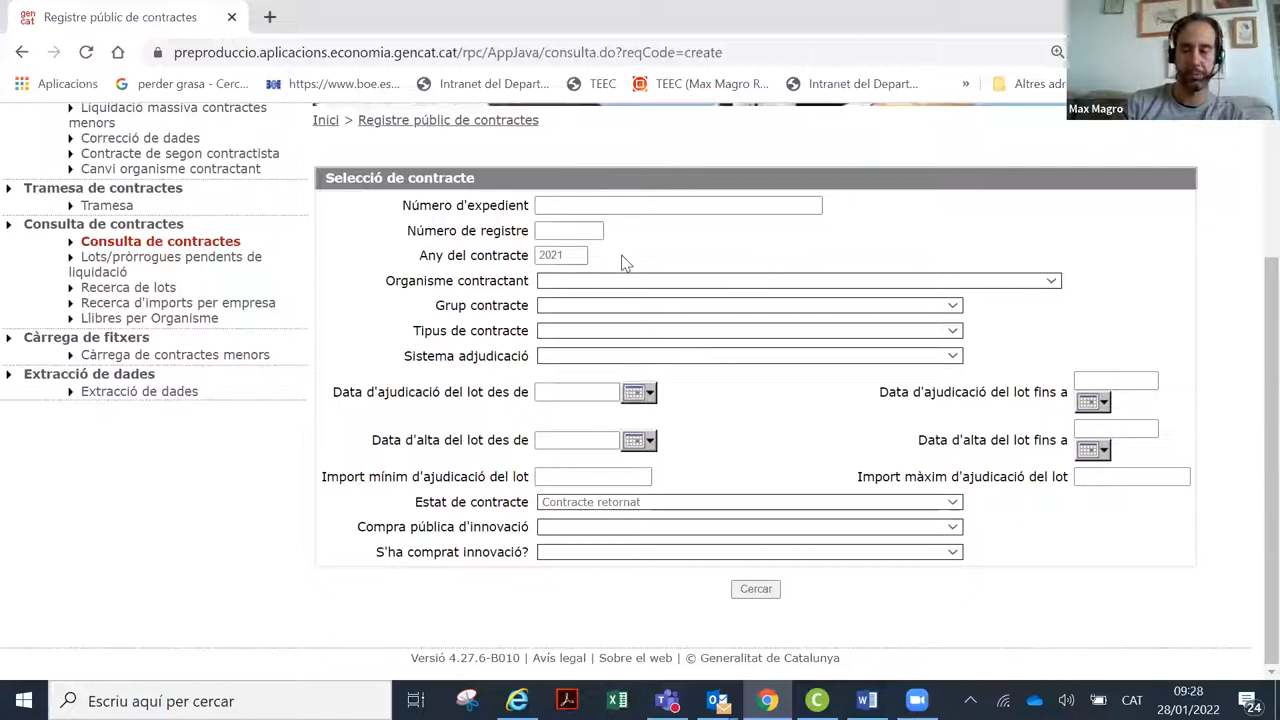 gen
cat
Registre públic de contractes
preproduccio.aplicacions.economia.gencat.cat/rpc/AppJava/consulta.do?reqCode=create
Aplicacions
perder grasa - Cerc...
https://www.boe.es...
Intranet del Depart...
TEEC
TEEC (Max Magro R...
Intranet del Depart...
»
Altres adr
Max Magro
Liquidació massiva contractes
menors
Correcció de dades
Contracte de segon contractista
Canvi organisme contractant
Tramesa de contractes
Tramesa
Consulta de contractes
Consulta de contractes
Lots/pròrrogues pendents de
liquidació
Recerca de lots
Recerca d'imports per empresa
Llibres per Organisme
Càrrega de fitxers
Càrrega de contractes menors
Extracció de dades
Extracció de dades
Inici > Registre públic de contractes
Selecció de contracte
Número d'expedient
Número de registre
Any del contracte 2021
Organisme contractant
Grup contracte
Tipus de contracte
Sistema adjudicació
Data d'ajudicació del lot des de
Data d'ajudicació del lot fins a
Data d'alta del lot des de
Data d'alta del lot fins a
Import mínim d'ajudicació del lot
Import màxim d'ajudicació del lot
Estat de contracte Contracte retornat
Compra pública d'innovació
S'ha comprat innovació?
Cercar
Versió 4.27.6-B010 | Avís legal | Sobre el web | © Generalitat de Catalunya
Escriu aquí per cercar
CAT
09:28
28/01/2022
24